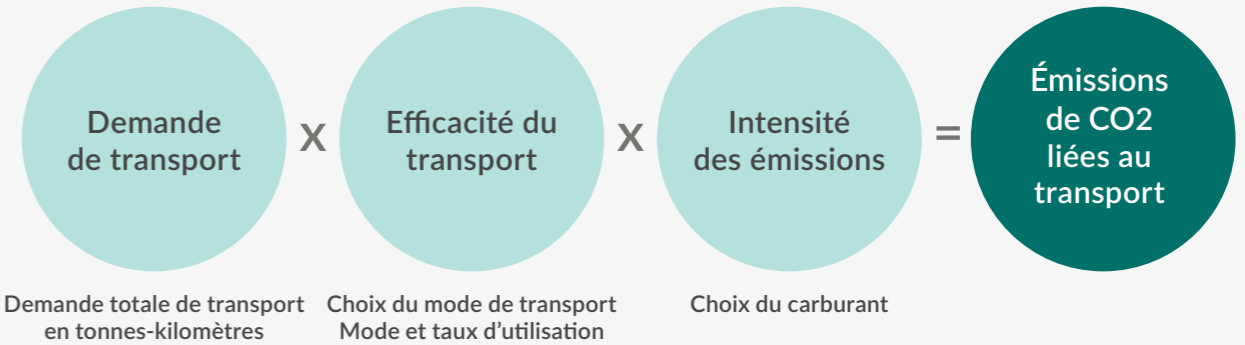 Demande
de transport
X
Efficacité du
transport
X
Intensité
des émissions
=
Émissions
de CO2
liées au
transport
Demande totale de transport
en tonnes-kilomètres
Choix du mode de transport
Mode et taux d'utilisation
Choix du carburant